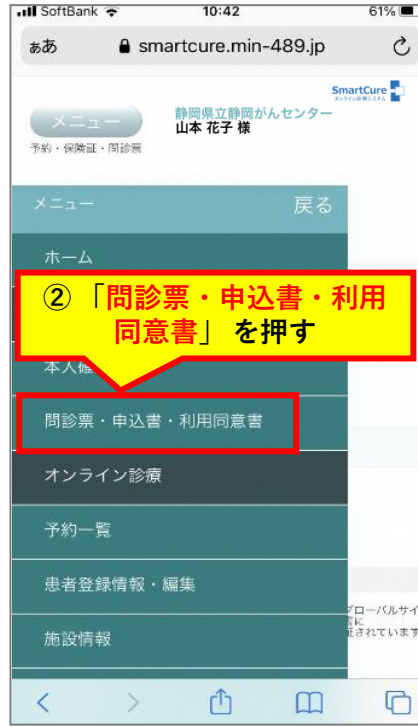 SoftBank 10:42 61%
ぁあ smartcure.min-489.jp
SmartCure
メニュー
静岡県立静岡がんセンター
山本 花子 様
予約・保険証・問診票
メニュー 戻る
ホーム
② 「問診票・申込書・利用
同意書」 を押す
本人確
問診票・申込書・利用同意書
オンライン診療
予約一覧
患者登録情報・編集
グローバルサイ
証されています
施設情報